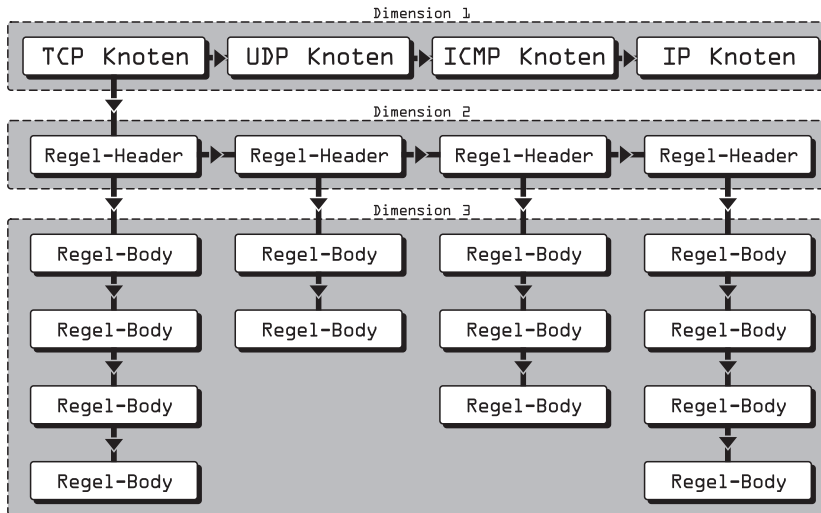 Dimension 1
TCP Knoten UDP Knoten ICMP Knoten IP Knoten
Dimension 2
Regel-Header Regel-Header Regel-Header Regel-Header
Dimension 3
Regel-Body Regel-Body Regel-Body Regel-Body
Regel-Body Regel-Body Regel-Body Regel-Body
Regel-Body Regel-Body Regel-Body
Regel-Body Regel-Body